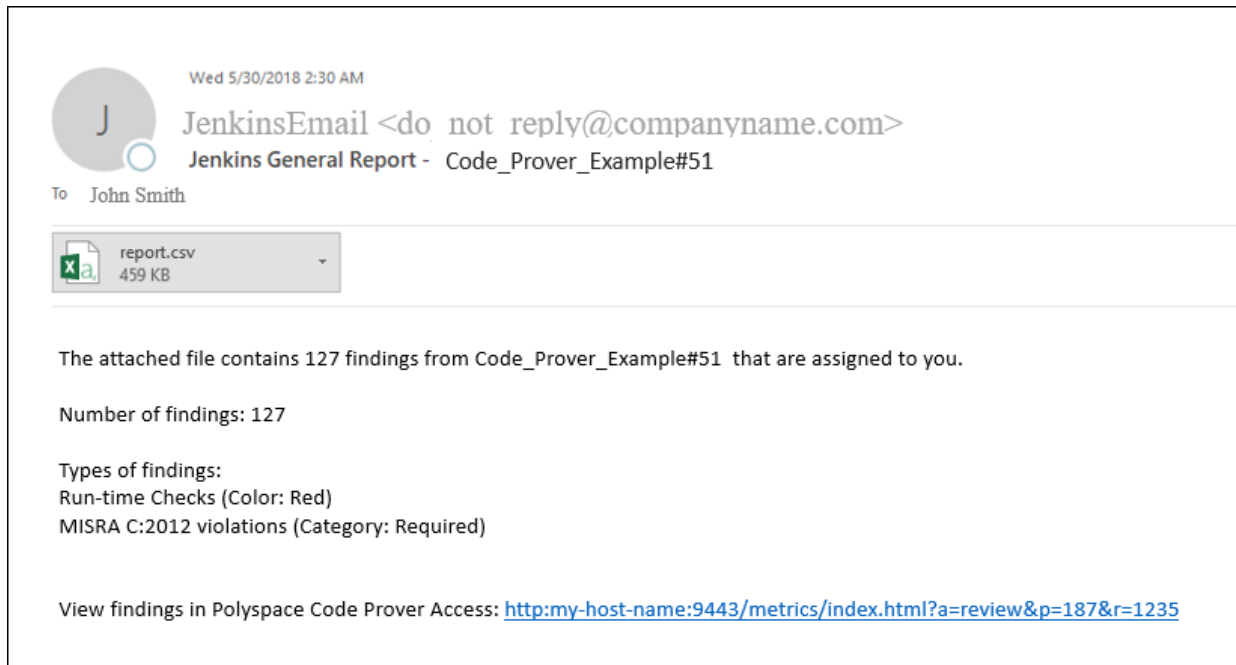 Wed 5/30/2018 2:30 AM
J
JenkinsEmail <do_not_reply@companyname.com>
Jenkins General Report - Code_Prover_Example#51
To John Smith
report.csv
459 KB
The attached file contains 127 findings from Code_Prover_Example#51 that are assigned to you.
Number of findings: 127
Types of findings:
Run-time Checks (Color: Red)
MISRA C:2012 violations (Category: Required)
View findings in Polyspace Code Prover Access: http:my-host-name:9443/metrics/index.html?a=review&p=187&r=1235